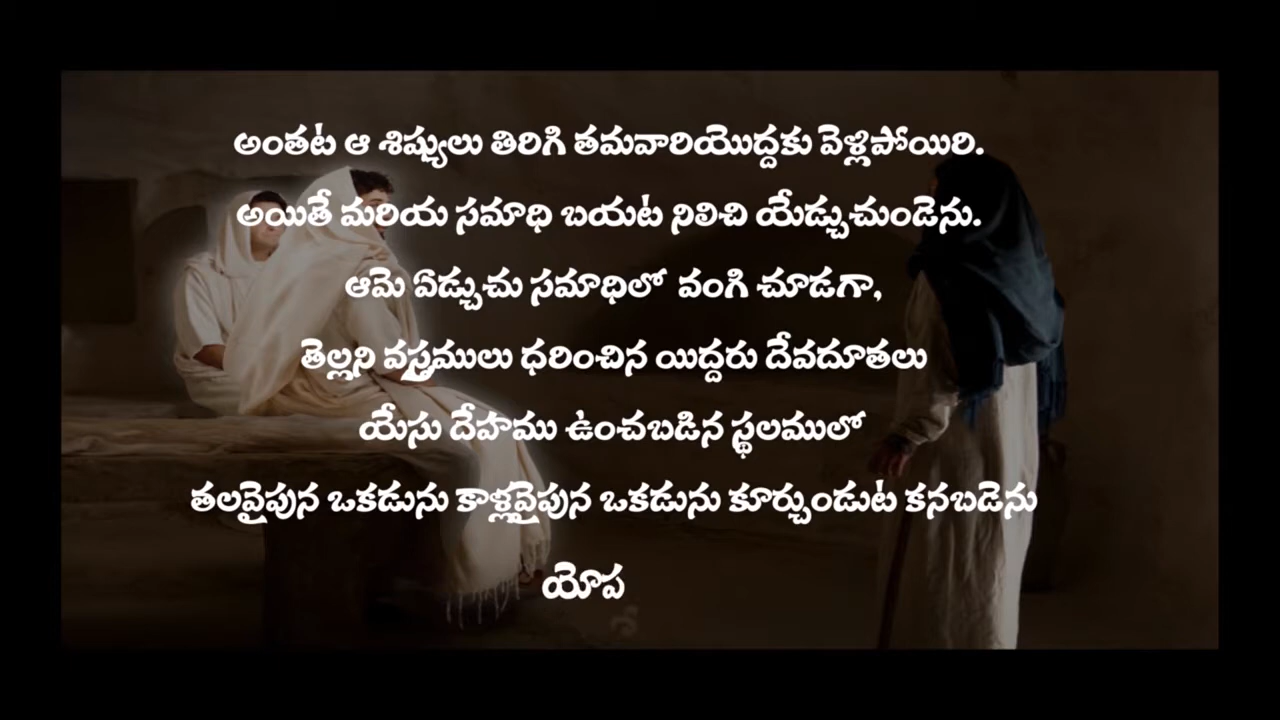 అంతట ఆ శిష్యులు తిరిగి తమవారియొద్దకు వెళ్లిపోయిరి.
అయితే మరియ సమాధి బయట నిలిచి యేడ్చుచుండెను.
ఆమె ఏడ్చుచు సమాధిలో వంగి చూడగా,
తెల్లని వస్త్రములు ధరించిన యిద్దరు దేవదూతలు
యేసు దేహము ఉంచబడిన స్థలములో
తలవైపున ఒకడును కాళ్లవైపున ఒకడును కూర్చుండుట కనబడెను
యోప